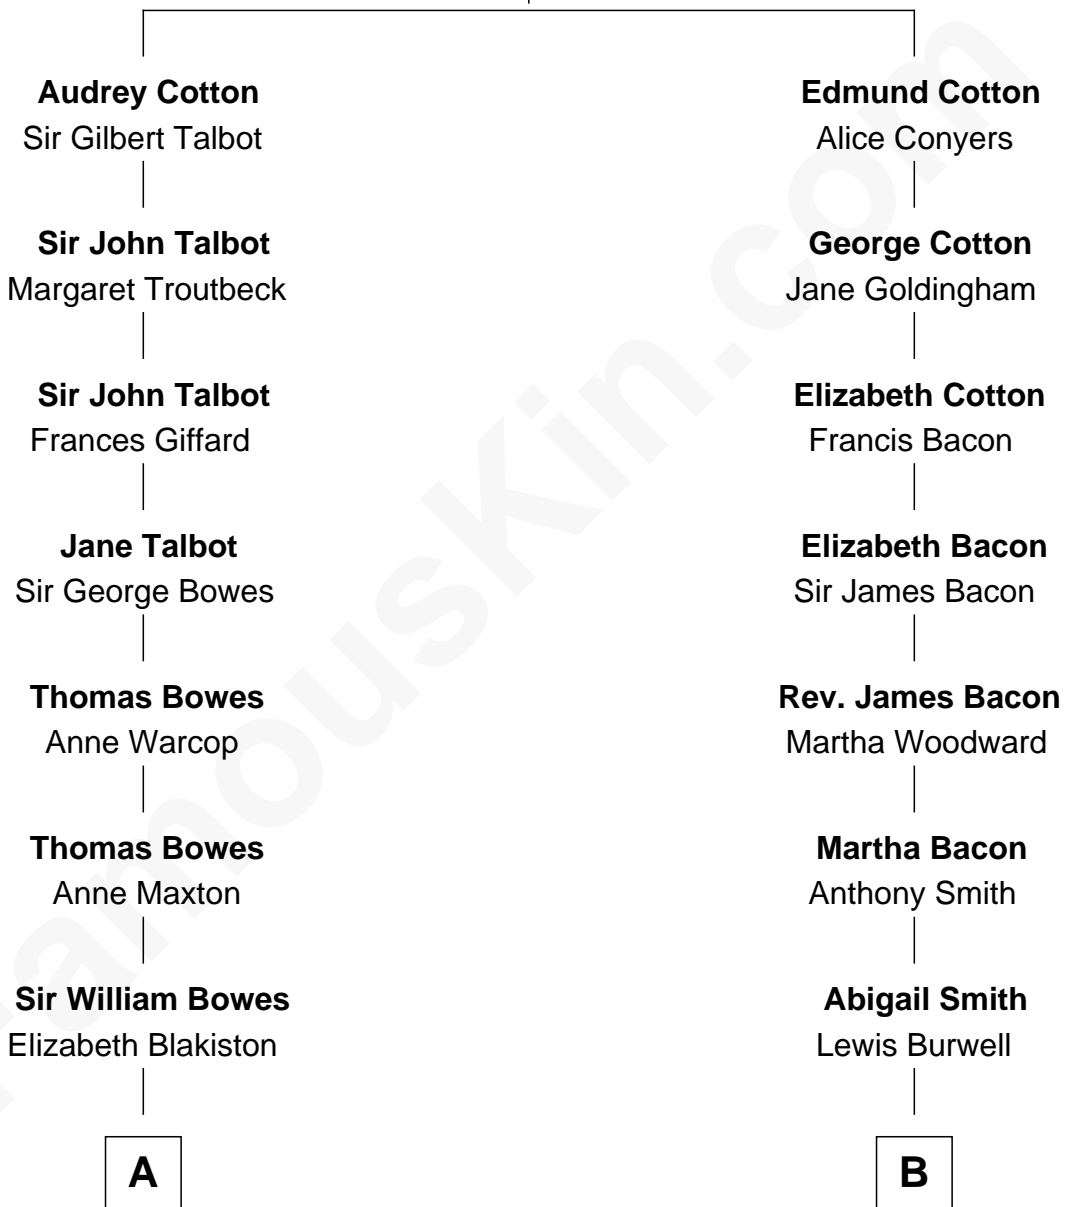 Audrey Cotton
Sir Gilbert Talbot
Sir John Talbot
Margaret Troutbeck
Sir John Talbot
Frances Giffard
Jane Talbot
Sir George Bowes
Thomas Bowes
Anne Warcop
Thomas Bowes
Anne Maxton
Sir William Bowes
Elizabeth Blakiston
A
Edmund Cotton
Alice Conyers
George Cotton
Jane Goldingham
Elizabeth Cotton
Francis Bacon
Elizabeth Bacon
Sir James Bacon
Rev. James Bacon
Martha Woodward
Martha Bacon
Anthony Smith
Abigail Smith
Lewis Burwell
B
FamousKin.com